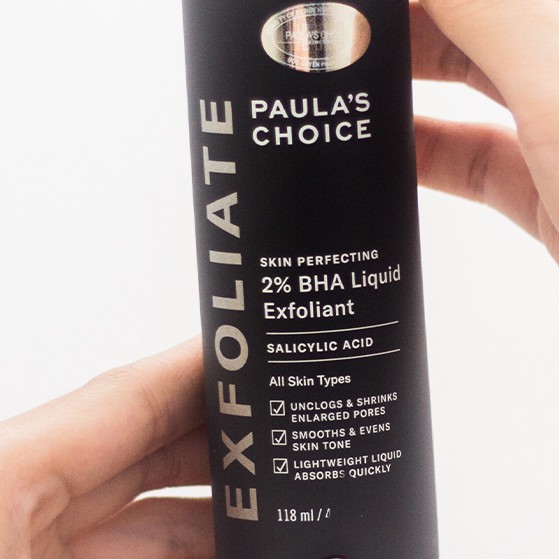 EXFOLIATE
PAULA'S
CHOICE
SKIN PERFECTING
2% BHA Liquid
Exfoliant
SALICYLIC ACID
All Skin Types
UNCLOGS & SHRINKS
ENLARGED PORES
SMOOTHS & EVENS
SKIN TONE
LIGHTWEIGHT LIQUID
ABSORBS QUICKLY
118 ml /